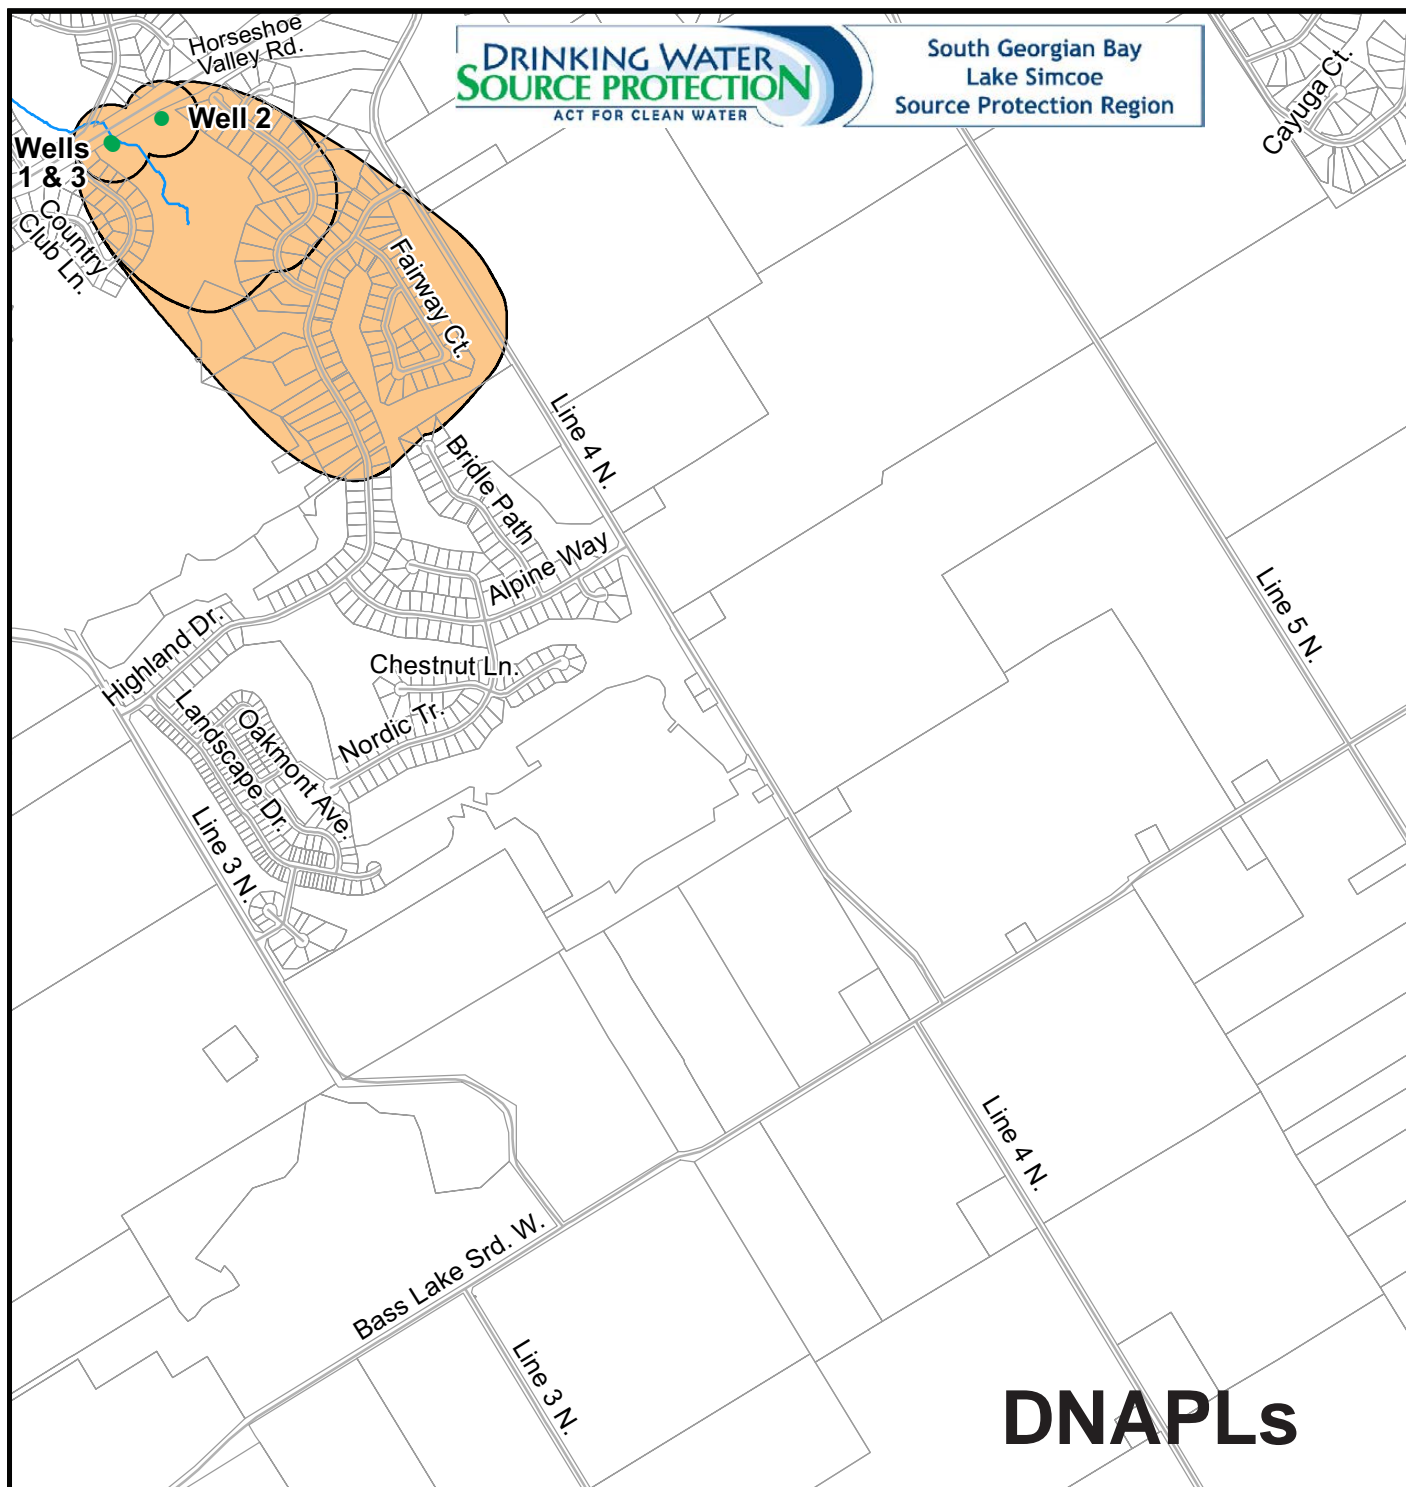 Horseshoe
Valley Rd.
DRINKING WATER
SOURCE PROTECTION
ACT FOR CLEAN WATER
South Georgian Bay
Lake Simcoe
Source Protection Region
Cayuga Ct.
Well 2
Wells
1 & 3
Country
Club Ln.
Fairway Ct.
Line 4 N.
Bridle Path
Alpine Way
Line 5 N.
Highland Dr.
Chestnut Ln.
Landscape Dr.
Oakmont Ave.
Nordic Tr.
Line 3 N.
Line 4 N.
Bass Lake Srd. W.
Line 3 N.
DNAPLs